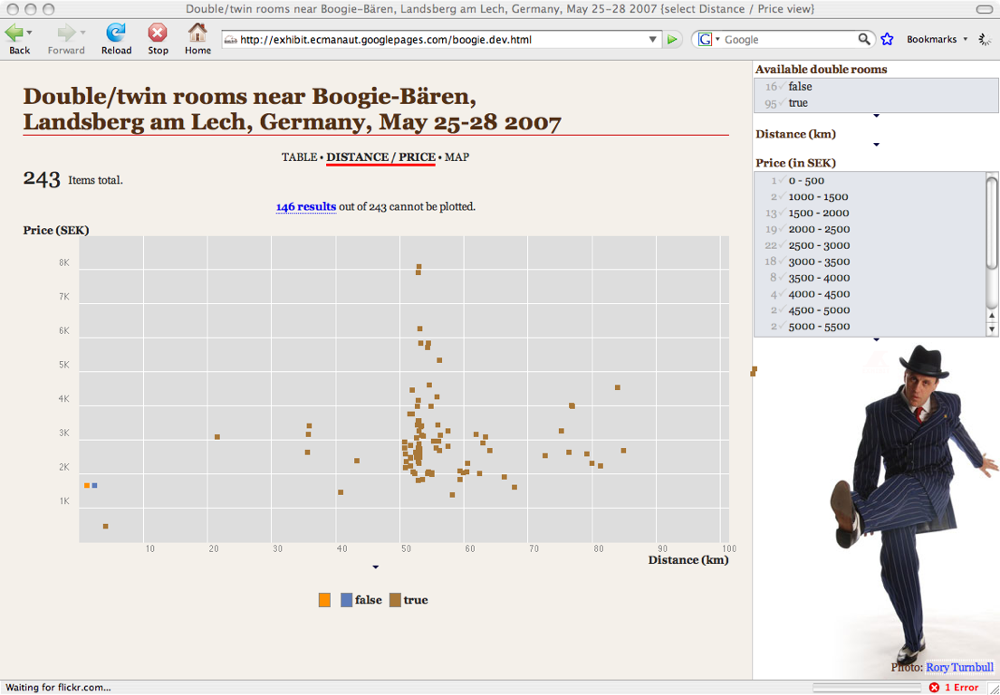 Double/twin rooms near Boogie-Bären, Landsberg am Lech, Germany, May 25-28 2007 {select Distance / Price view}
Back Forward Reload Stop Home http://exhibit.ecmanaut.googlepages.com/boogie.dev.html G Google Bookmarks
Double/twin rooms near Boogie-Bären,
Landsberg am Lech, Germany, May 25-28 2007
TABLE • DISTANCE / PRICE • MAP
243 Items total.
146 results out of 243 cannot be plotted.
Price (SEK)
8K
7K
6K
5K
4K
3K
2K
1K
10 20 30 40 50 60 70 80 90 100
Distance (km)
false true
Available double rooms
16 false
95 true
Distance (km)
Price (in SEK)
1 0 - 500
2 1000 - 1500
13 1500 - 2000
19 2000 - 2500
22 2500 - 3000
18 3000 - 3500
8 3500 - 4000
4 4000 - 4500
2 4500 - 5000
2 5000 - 5500
Photo: Rory Turnbull
Waiting for flickr.com... 1 Error